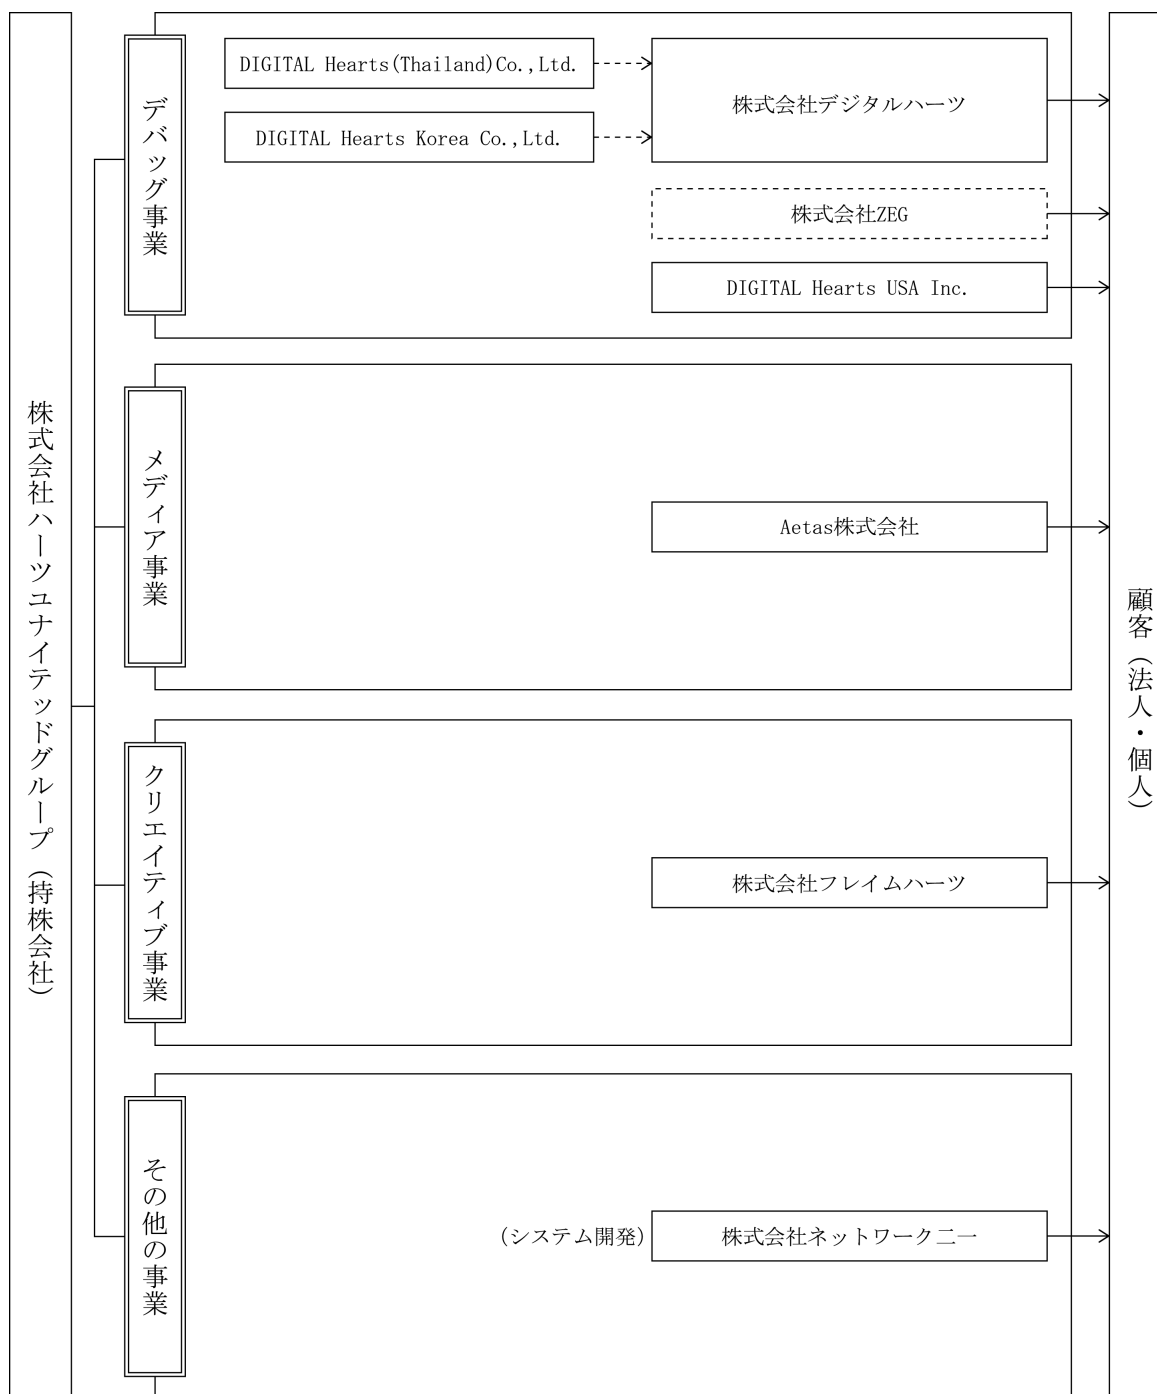 株式会社ハーツユナイテッドグループ（持株会社）
デバッグ事業
DIGITAL Hearts(Thailand)Co.,Ltd.
株式会社デジタルハーツ
DIGITAL Hearts Korea Co.,Ltd.
株式会社ZEG
DIGITAL Hearts USA Inc.
メディア事業
Aetas株式会社
クリエイティブ事業
株式会社フレイムハーツ
その他の事業
（システム開発）
株式会社ネットワーク二一
顧客（法人・個人）